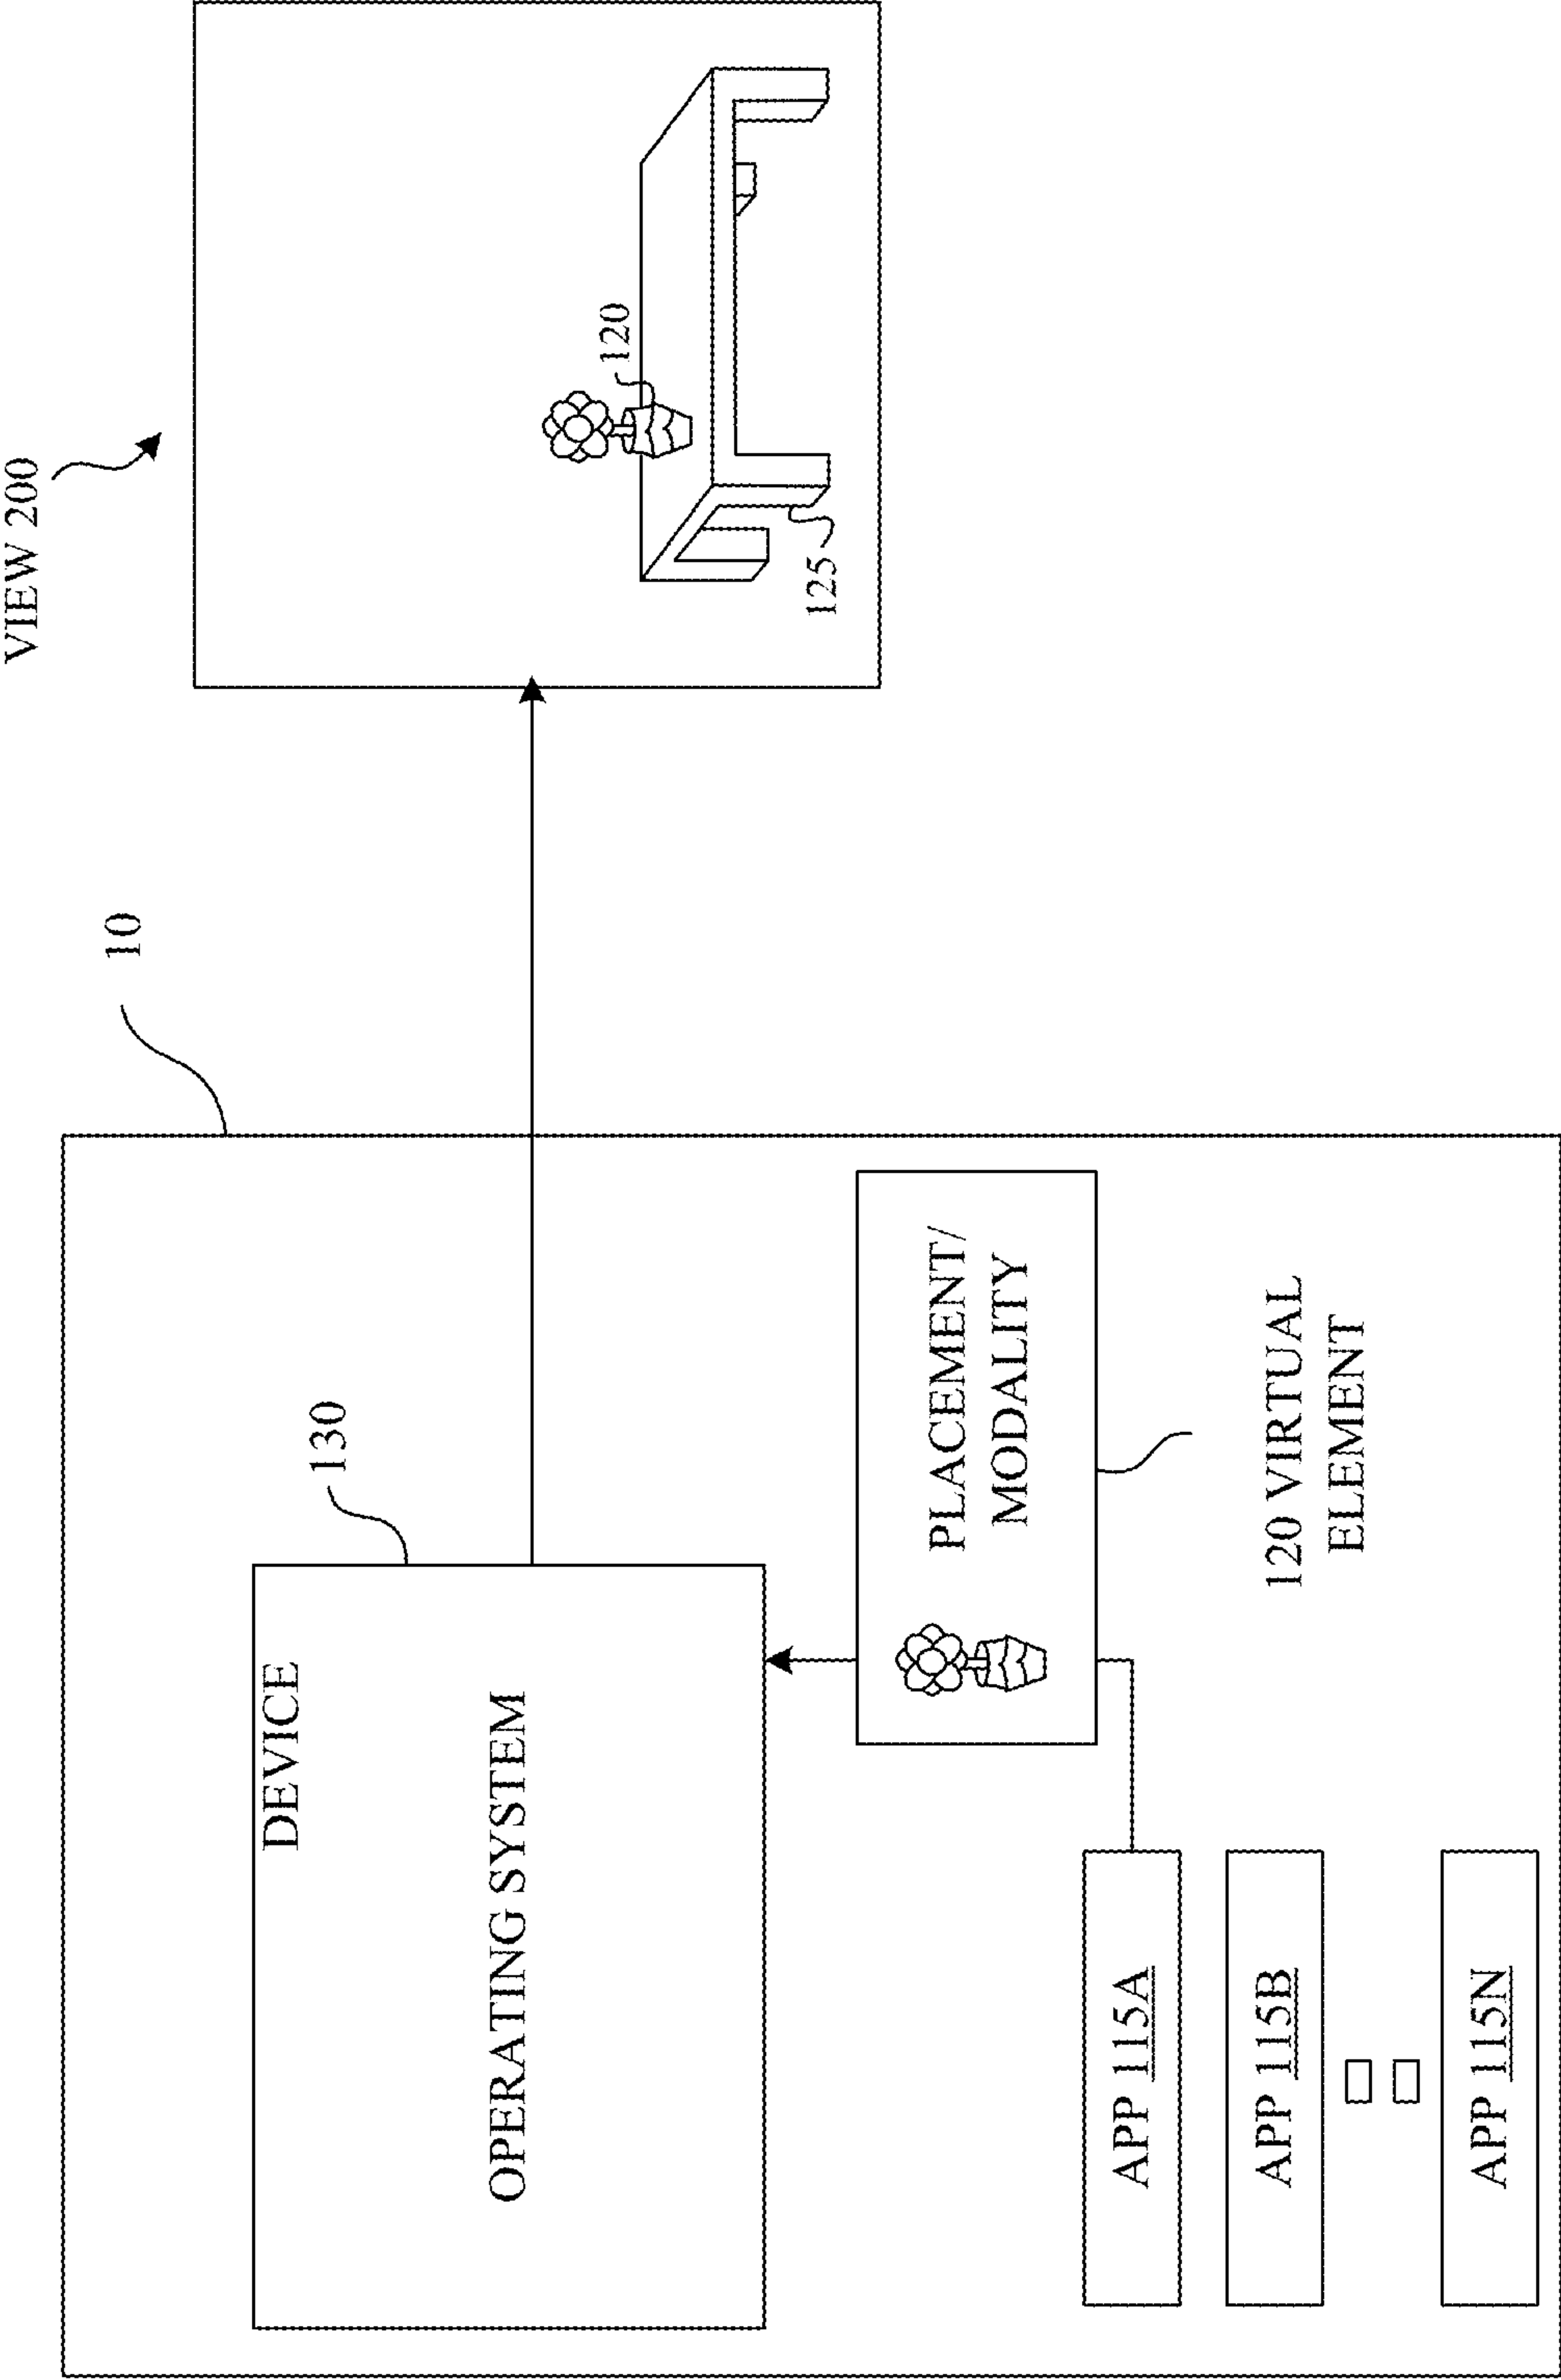 VIEW 200
10
120
125
DEVICE
130
OPERATING SYSTEM
PLACEMENT/
MODALITY
120 VIRTUAL
ELEMENT
APP 115A
APP 115B
APP 115N